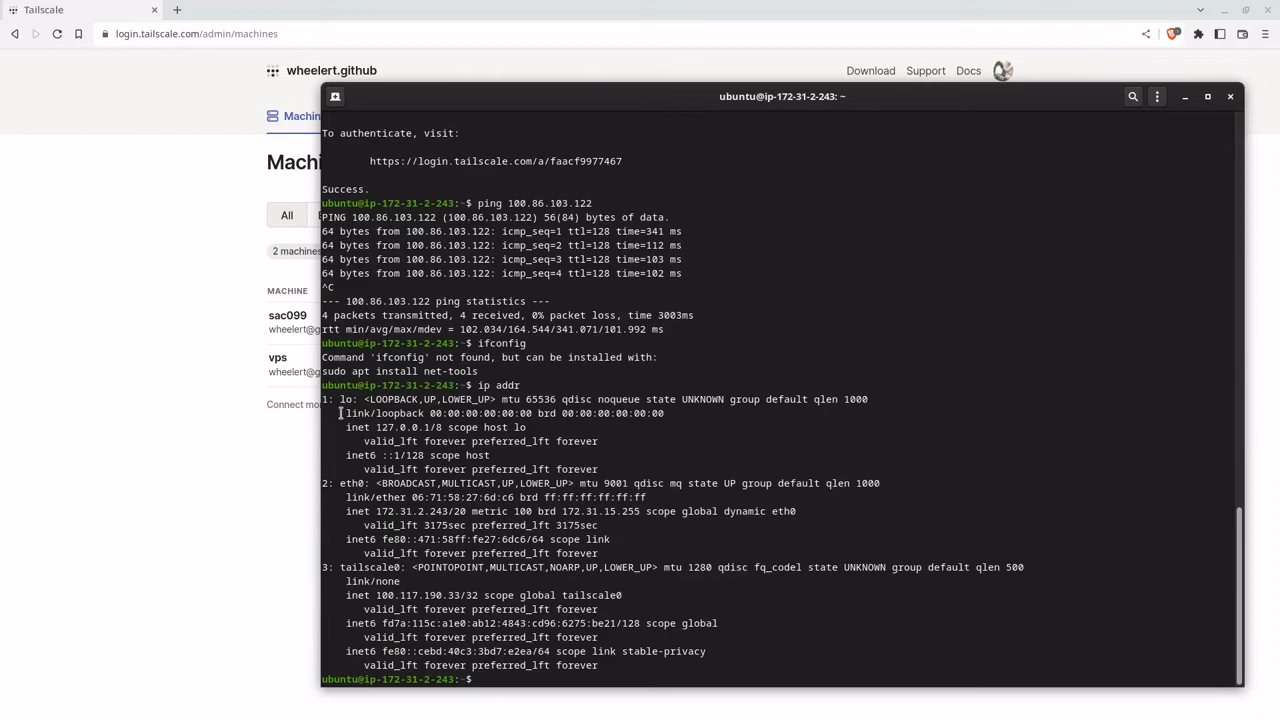 Tailscale
login.tailscale.com/admin/machines
wheelert.github
Download Support Docs
Machin
Machi
All
2 machines
MACHINE
sac099
wheelert@g
vps
wheelert@g
Connect mo
ubuntu@ip-172-31-2-243: ~
To authenticate, visit:
https://login.tailscale.com/a/faacf9977467
Success.
ubuntu@ip-172-31-2-243:~$ ping 100.86.103.122
PING 100.86.103.122 (100.86.103.122) 56(84) bytes of data.
64 bytes from 100.86.103.122: icmp_seq=1 ttl=128 time=341 ms
64 bytes from 100.86.103.122: icmp_seq=2 ttl=128 time=112 ms
64 bytes from 100.86.103.122: icmp_seq=3 ttl=128 time=103 ms
64 bytes from 100.86.103.122: icmp_seq=4 ttl=128 time=102 ms
^C
--- 100.86.103.122 ping statistics ---
4 packets transmitted, 4 received, 0% packet loss, time 3003ms
rtt min/avg/max/mdev = 102.034/164.544/341.071/101.992 ms
ubuntu@ip-172-31-2-243:~$ ifconfig
Command 'ifconfig' not found, but can be installed with:
sudo apt install net-tools
ubuntu@ip-172-31-2-243:~$ ip addr
1: lo: <LOOPBACK,UP,LOWER_UP> mtu 65536 qdisc noqueue state UNKNOWN group default qlen 1000
link/loopback 00:00:00:00:00:00 brd 00:00:00:00:00:00
inet 127.0.0.1/8 scope host lo
valid_lft forever preferred_lft forever
inet6 ::1/128 scope host
valid_lft forever preferred_lft forever
2: eth0: <BROADCAST,MULTICAST,UP,LOWER_UP> mtu 9001 qdisc mq state UP group default qlen 1000
link/ether 06:71:58:27:6d:c6 brd ff:ff:ff:ff:ff:ff
inet 172.31.2.243/20 metric 100 brd 172.31.15.255 scope global dynamic eth0
valid_lft 3175sec preferred_lft 3175sec
inet6 fe80::471:58ff:fe27:6dc6/64 scope link
valid_lft forever preferred_lft forever
3: tailscale0: <POINTOPOINT,MULTICAST,NOARP,UP,LOWER_UP> mtu 1280 qdisc fq_codel state UNKNOWN group default qlen 500
link/none
inet 100.117.190.33/32 scope global tailscale0
valid_lft forever preferred_lft forever
inet6 fd7a:115c:a1e0:ab12:4843:cd96:6275:be21/128 scope global
valid_lft forever preferred_lft forever
inet6 fe80::cebd:40c3:3bd7:e2ea/64 scope link stable-privacy
valid_lft forever preferred_lft forever
ubuntu@ip-172-31-2-243:~$